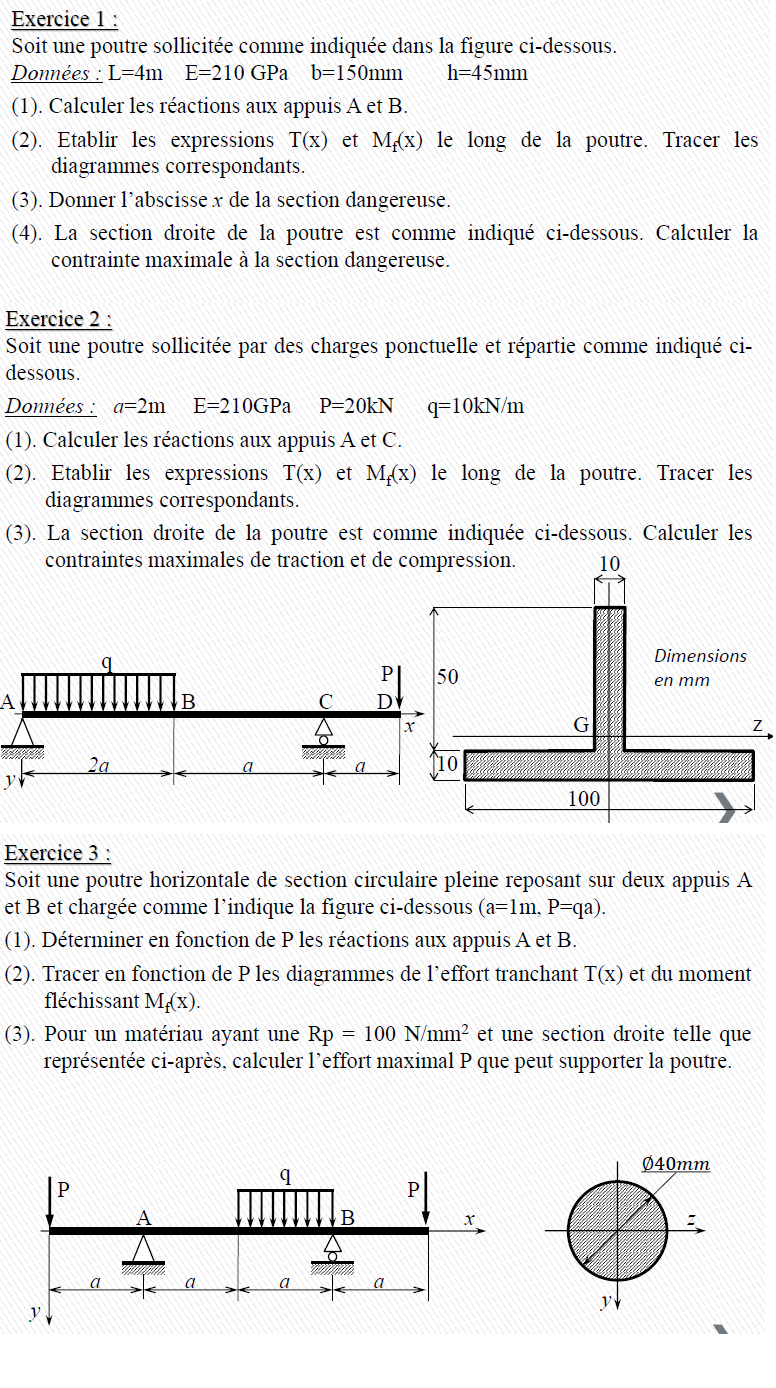 Exercice 1 :
Soit une poutre sollicitée comme indiquée dans la figure ci-dessous.
Données : L=4m E=210 GPa b=150mm h=45mm
(1). Calculer les réactions aux appuis A et B.
(2). Etablir les expressions T(x) et Mf(x) le long de la poutre. Tracer les
diagrammes correspondants.
(3). Donner l’abscisse x de la section dangereuse.
(4). La section droite de la poutre est comme indiqué ci-dessous. Calculer la
contrainte maximale à la section dangereuse.
Exercice 2 :
Soit une poutre sollicitée par des charges ponctuelle et répartie comme indiqué ci-
dessous.
Données : a=2m E=210GPa P=20kN q=10kN/m
(1). Calculer les réactions aux appuis A et C.
(2). Etablir les expressions T(x) et Mf(x) le long de la poutre. Tracer les
diagrammes correspondants.
(3). La section droite de la poutre est comme indiquée ci-dessous. Calculer les
contraintes maximales de traction et de compression.
10
q
P
50
Dimensions
en mm
A
B
C
D
x
G
z
y
2a
a
a
10
100
Exercice 3 :
Soit une poutre horizontale de section circulaire pleine reposant sur deux appuis A
et B et chargée comme l’indique la figure ci-dessous (a=1m, P=qa).
(1). Déterminer en fonction de P les réactions aux appuis A et B.
(2). Tracer en fonction de P les diagrammes de l’effort tranchant T(x) et du moment
fléchissant Mf(x).
(3). Pour un matériau ayant une Rp = 100 N/mm² et une section droite telle que
représentée ci-après, calculer l’effort maximal P que peut supporter la poutre.
P
q
P
Ø40mm
A
B
x
z
a
a
a
a
y
y